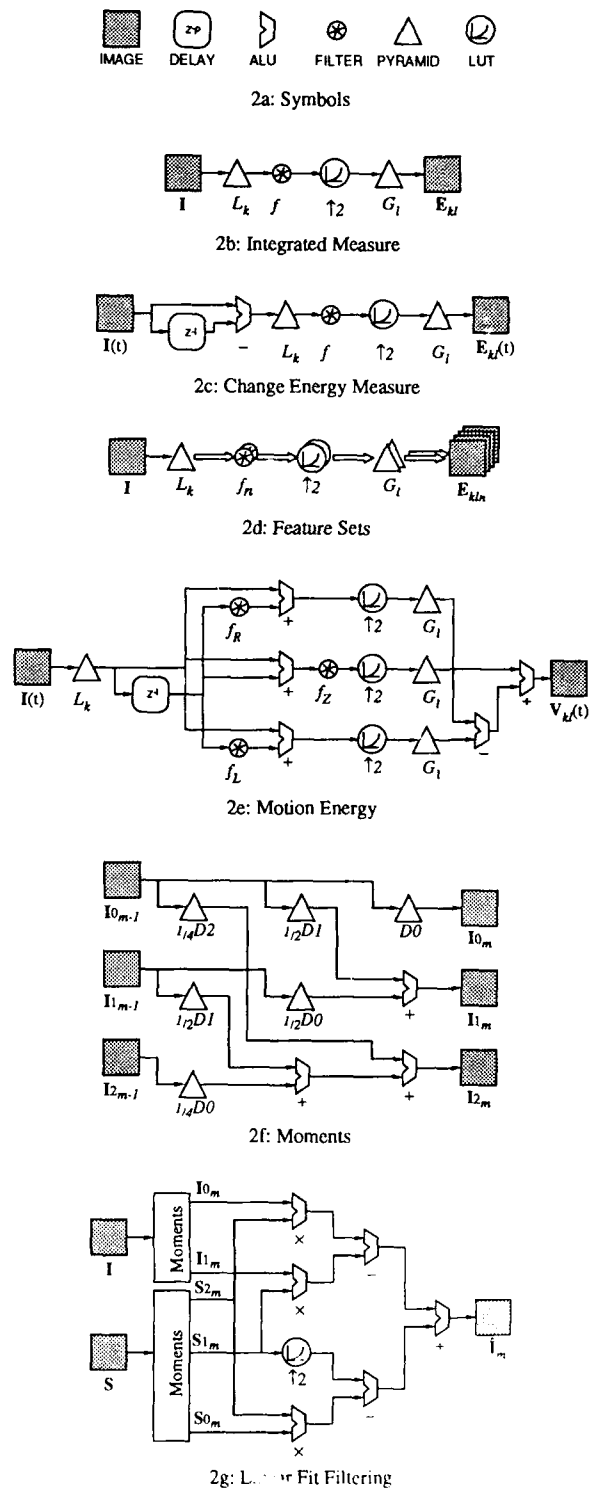 z-p
IMAGE DELAY ALU FILTER PYRAMID LUT
2a: Symbols
I L_k f ↑2 G_l E_kl
2b: Integrated Measure
z-1
I(t) − L_k f ↑2 G_l E_kl(t)
2c: Change Energy Measure
I L_k f_n ↑2 G_l E_kln
2d: Feature Sets
f_R + ↑2 G_l
I(t) L_k z-1 + f_Z ↑2 G_l + V_kl(t)
f_L + ↑2 G_l −
2e: Motion Energy
I0_m-1 1/4D2 1/2D1 D0 I0_m
I1_m-1 1/2D1 1/2D0 + I1_m
I2_m-1 1/4D0 + + I2_m
2f: Moments
I0_m
I Moments ×
I1_m −
S2_m ×
S Moments S1_m ↑2 + I_m
S0_m × −
2g: Fit Filtering